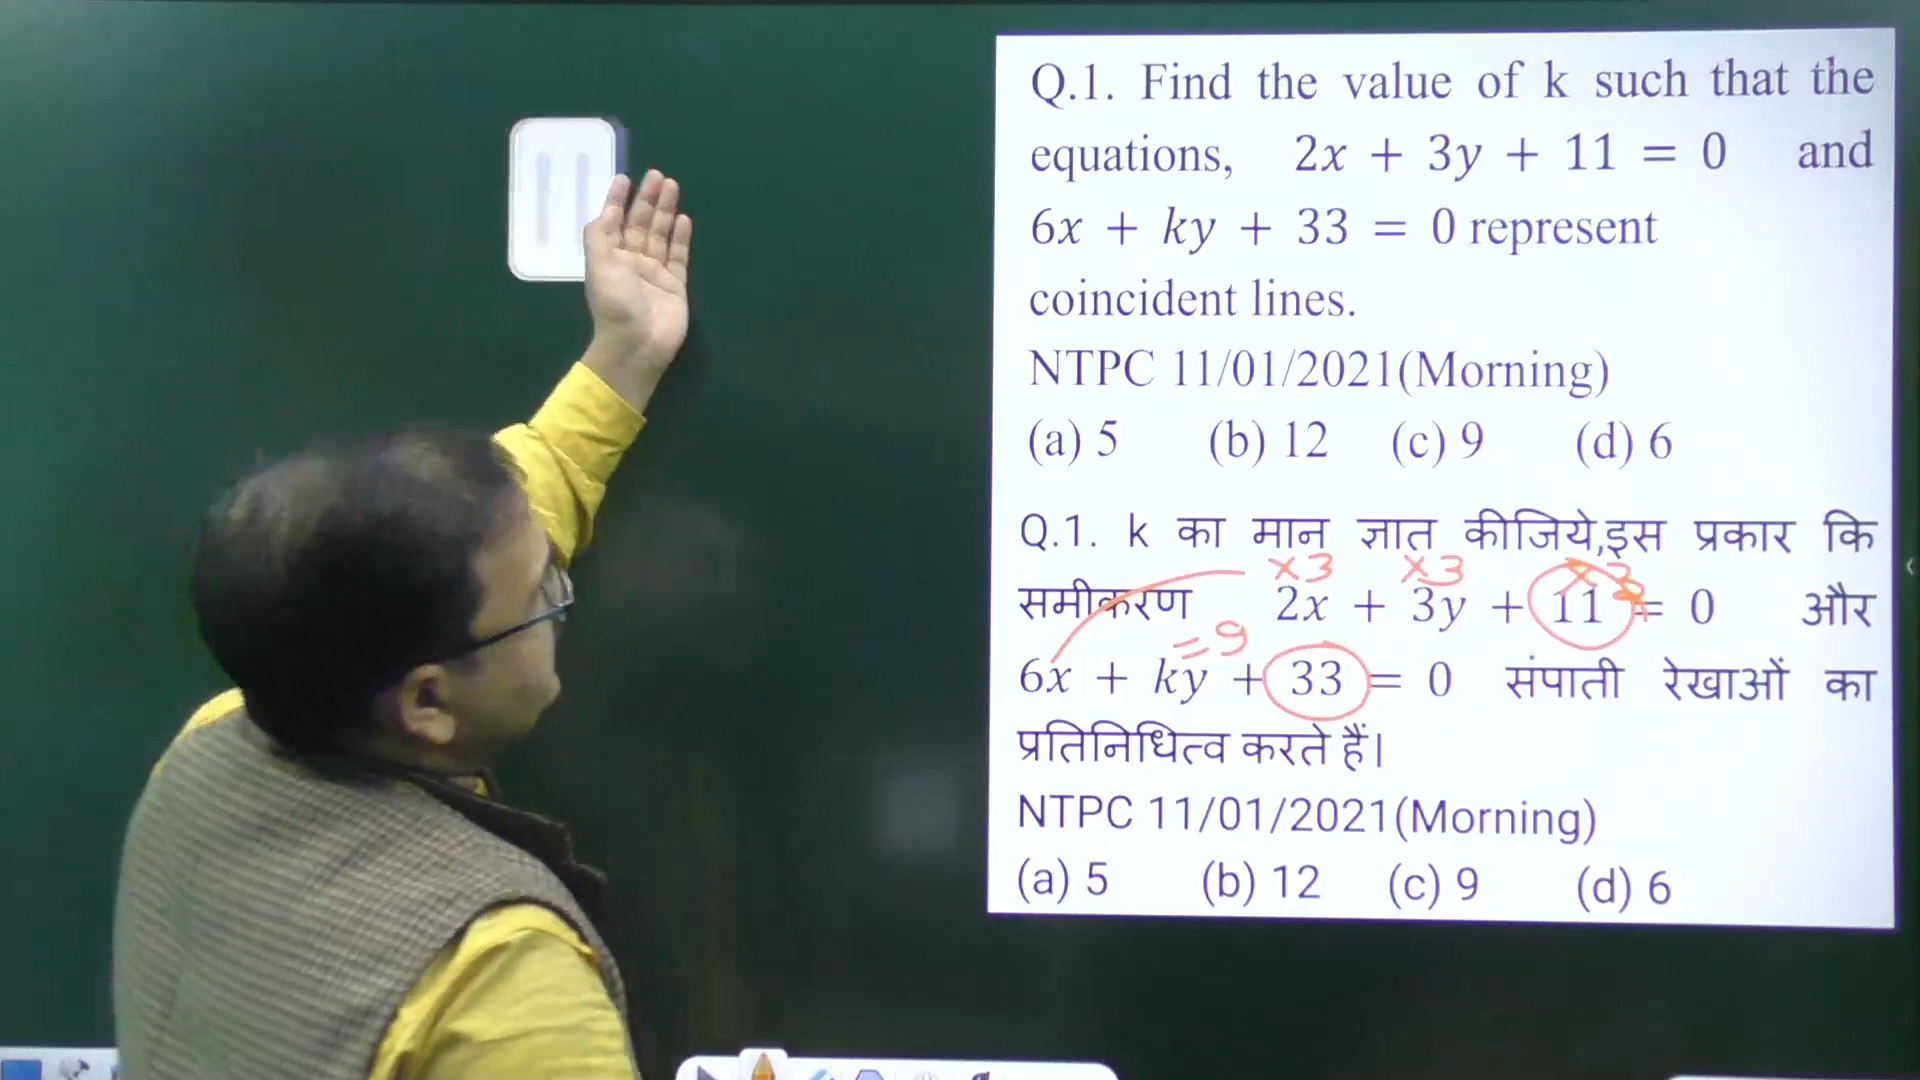 Q.1. Find the value of k such that the
equations, 2x + 3y + 11 = 0 and
6x + ky + 33 = 0 represent
coincident lines.
NTPC 11/01/2021(Morning)
(a) 5 (b) 12 (c) 9 (d) 6
Q.1. k का मान ज्ञात कीजिये,इस प्रकार कि
×3 ×3 ×3
समीकरण 2x + 3y + 11 = 0 और
=9
6x + ky + 33 = 0 संपाती रेखाओं का
प्रतिनिधित्व करते हैं।
NTPC 11/01/2021(Morning)
(a) 5 (b) 12 (c) 9 (d) 6